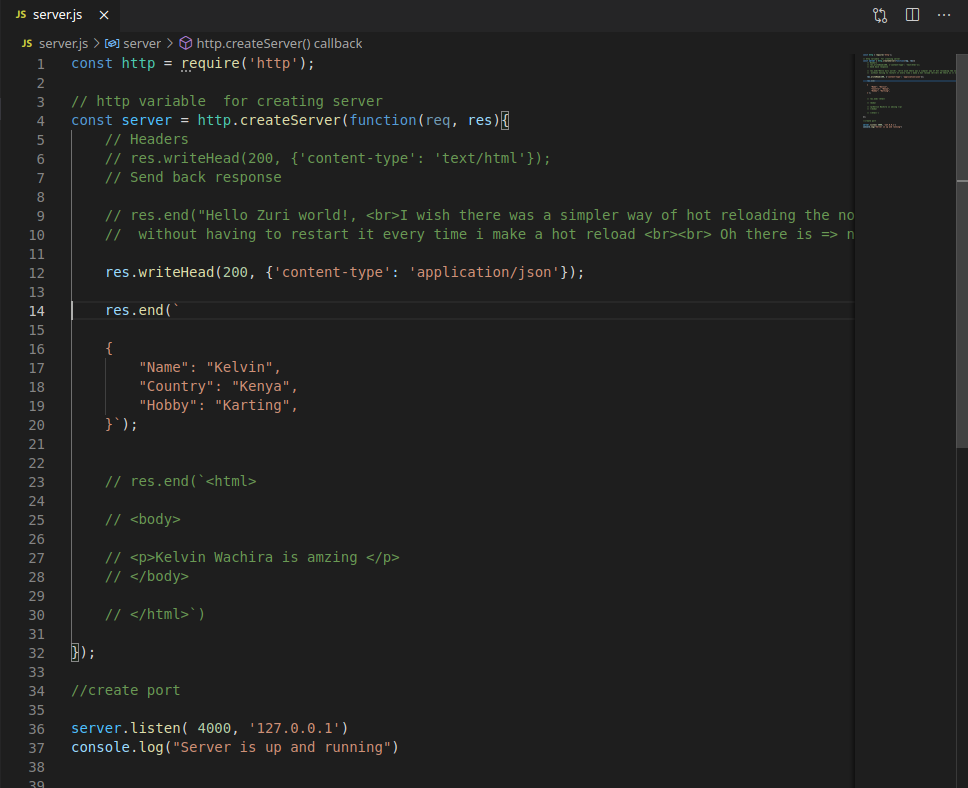 JS server.js ×
JS server.js > server > http.createServer() callback
1 const http = require('http');
2
3 // http variable  for creating server
4 const server = http.createServer(function(req, res){
5     // Headers
6     // res.writeHead(200, {'content-type': 'text/html'});
7     // Send back response
8
9     // res.end("Hello Zuri world!, <br>I wish there was a simpler way of hot reloading the no
10     //  without having to restart it every time i make a hot reload <br><br> Oh there is => n
11
12     res.writeHead(200, {'content-type': 'application/json'});
13
14     res.end(`
15
16     {
17         "Name": "Kelvin",
18         "Country": "Kenya",
19         "Hobby": "Karting",
20     }`);
21
22
23     // res.end(`<html>
24
25     // <body>
26
27     // <p>Kelvin Wachira is amzing </p>
28     // </body>
29
30     // </html>`)
31
32 });
33
34 //create port
35
36 server.listen( 4000, '127.0.0.1')
37 console.log("Server is up and running")
38
39